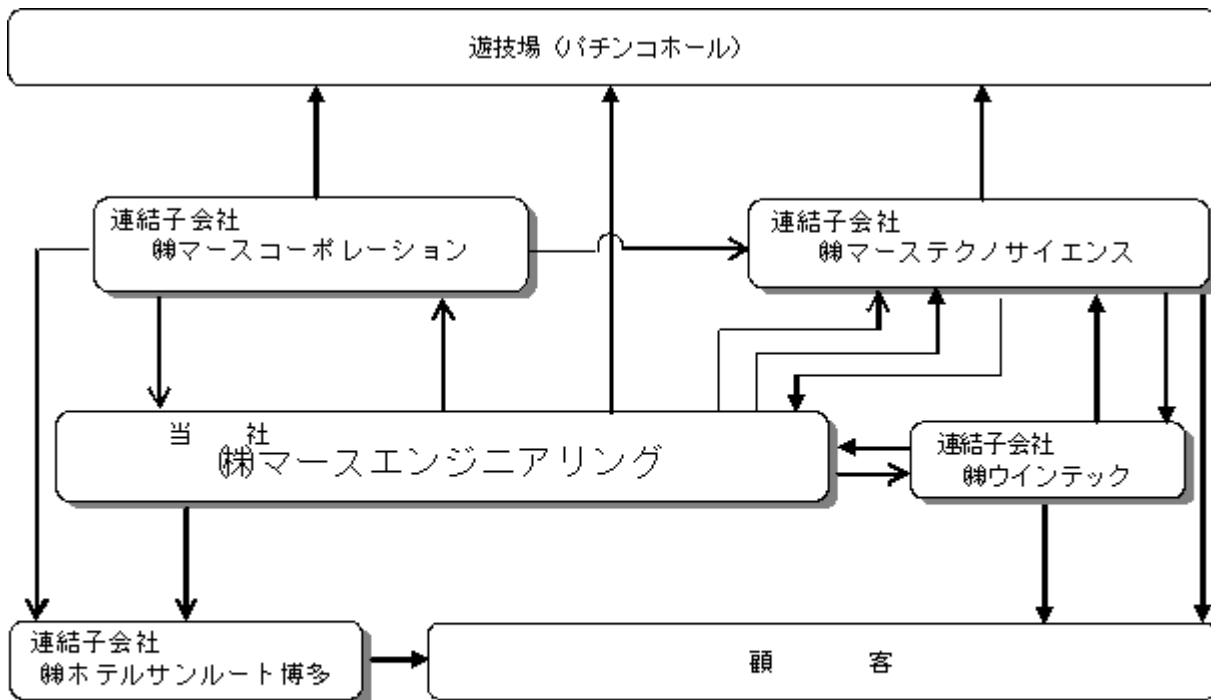 遊技場（パチンコホール）
連結子会社
㈱マースコーポレーション
連結子会社
㈱マーステクノサイエンス
当　　社
㈱マースエンジニアリング
連結子会社
㈱ウインテック
連結子会社
㈱ホテルサンルート博多
顧　　客